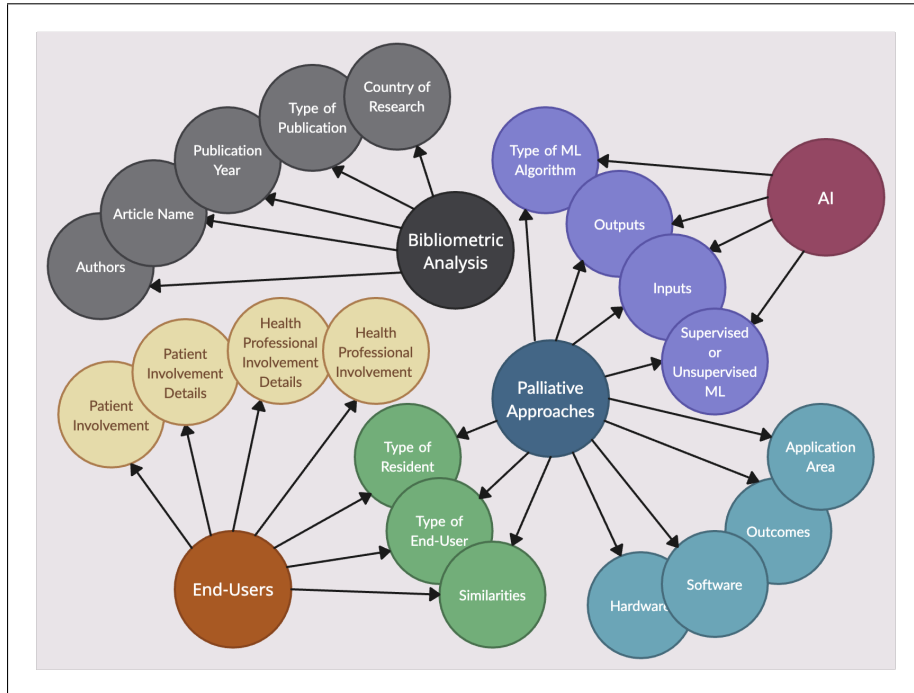 Country of
Research
Type of
Publication
Publication
Year
Article Name
Authors
Bibliometric
Analysis
Type of ML
Algorithm
Outputs
Inputs
Supervised
or
Unsupervised
ML
AI
Health
Professional
Involvement
Health
Professional
Involvement
Details
Patient
Involvement
Details
Patient
Involvement
Palliative
Approaches
Type of
Resident
Type of
End-User
Similarities
End-Users
Application
Area
Outcomes
Software
Hardware